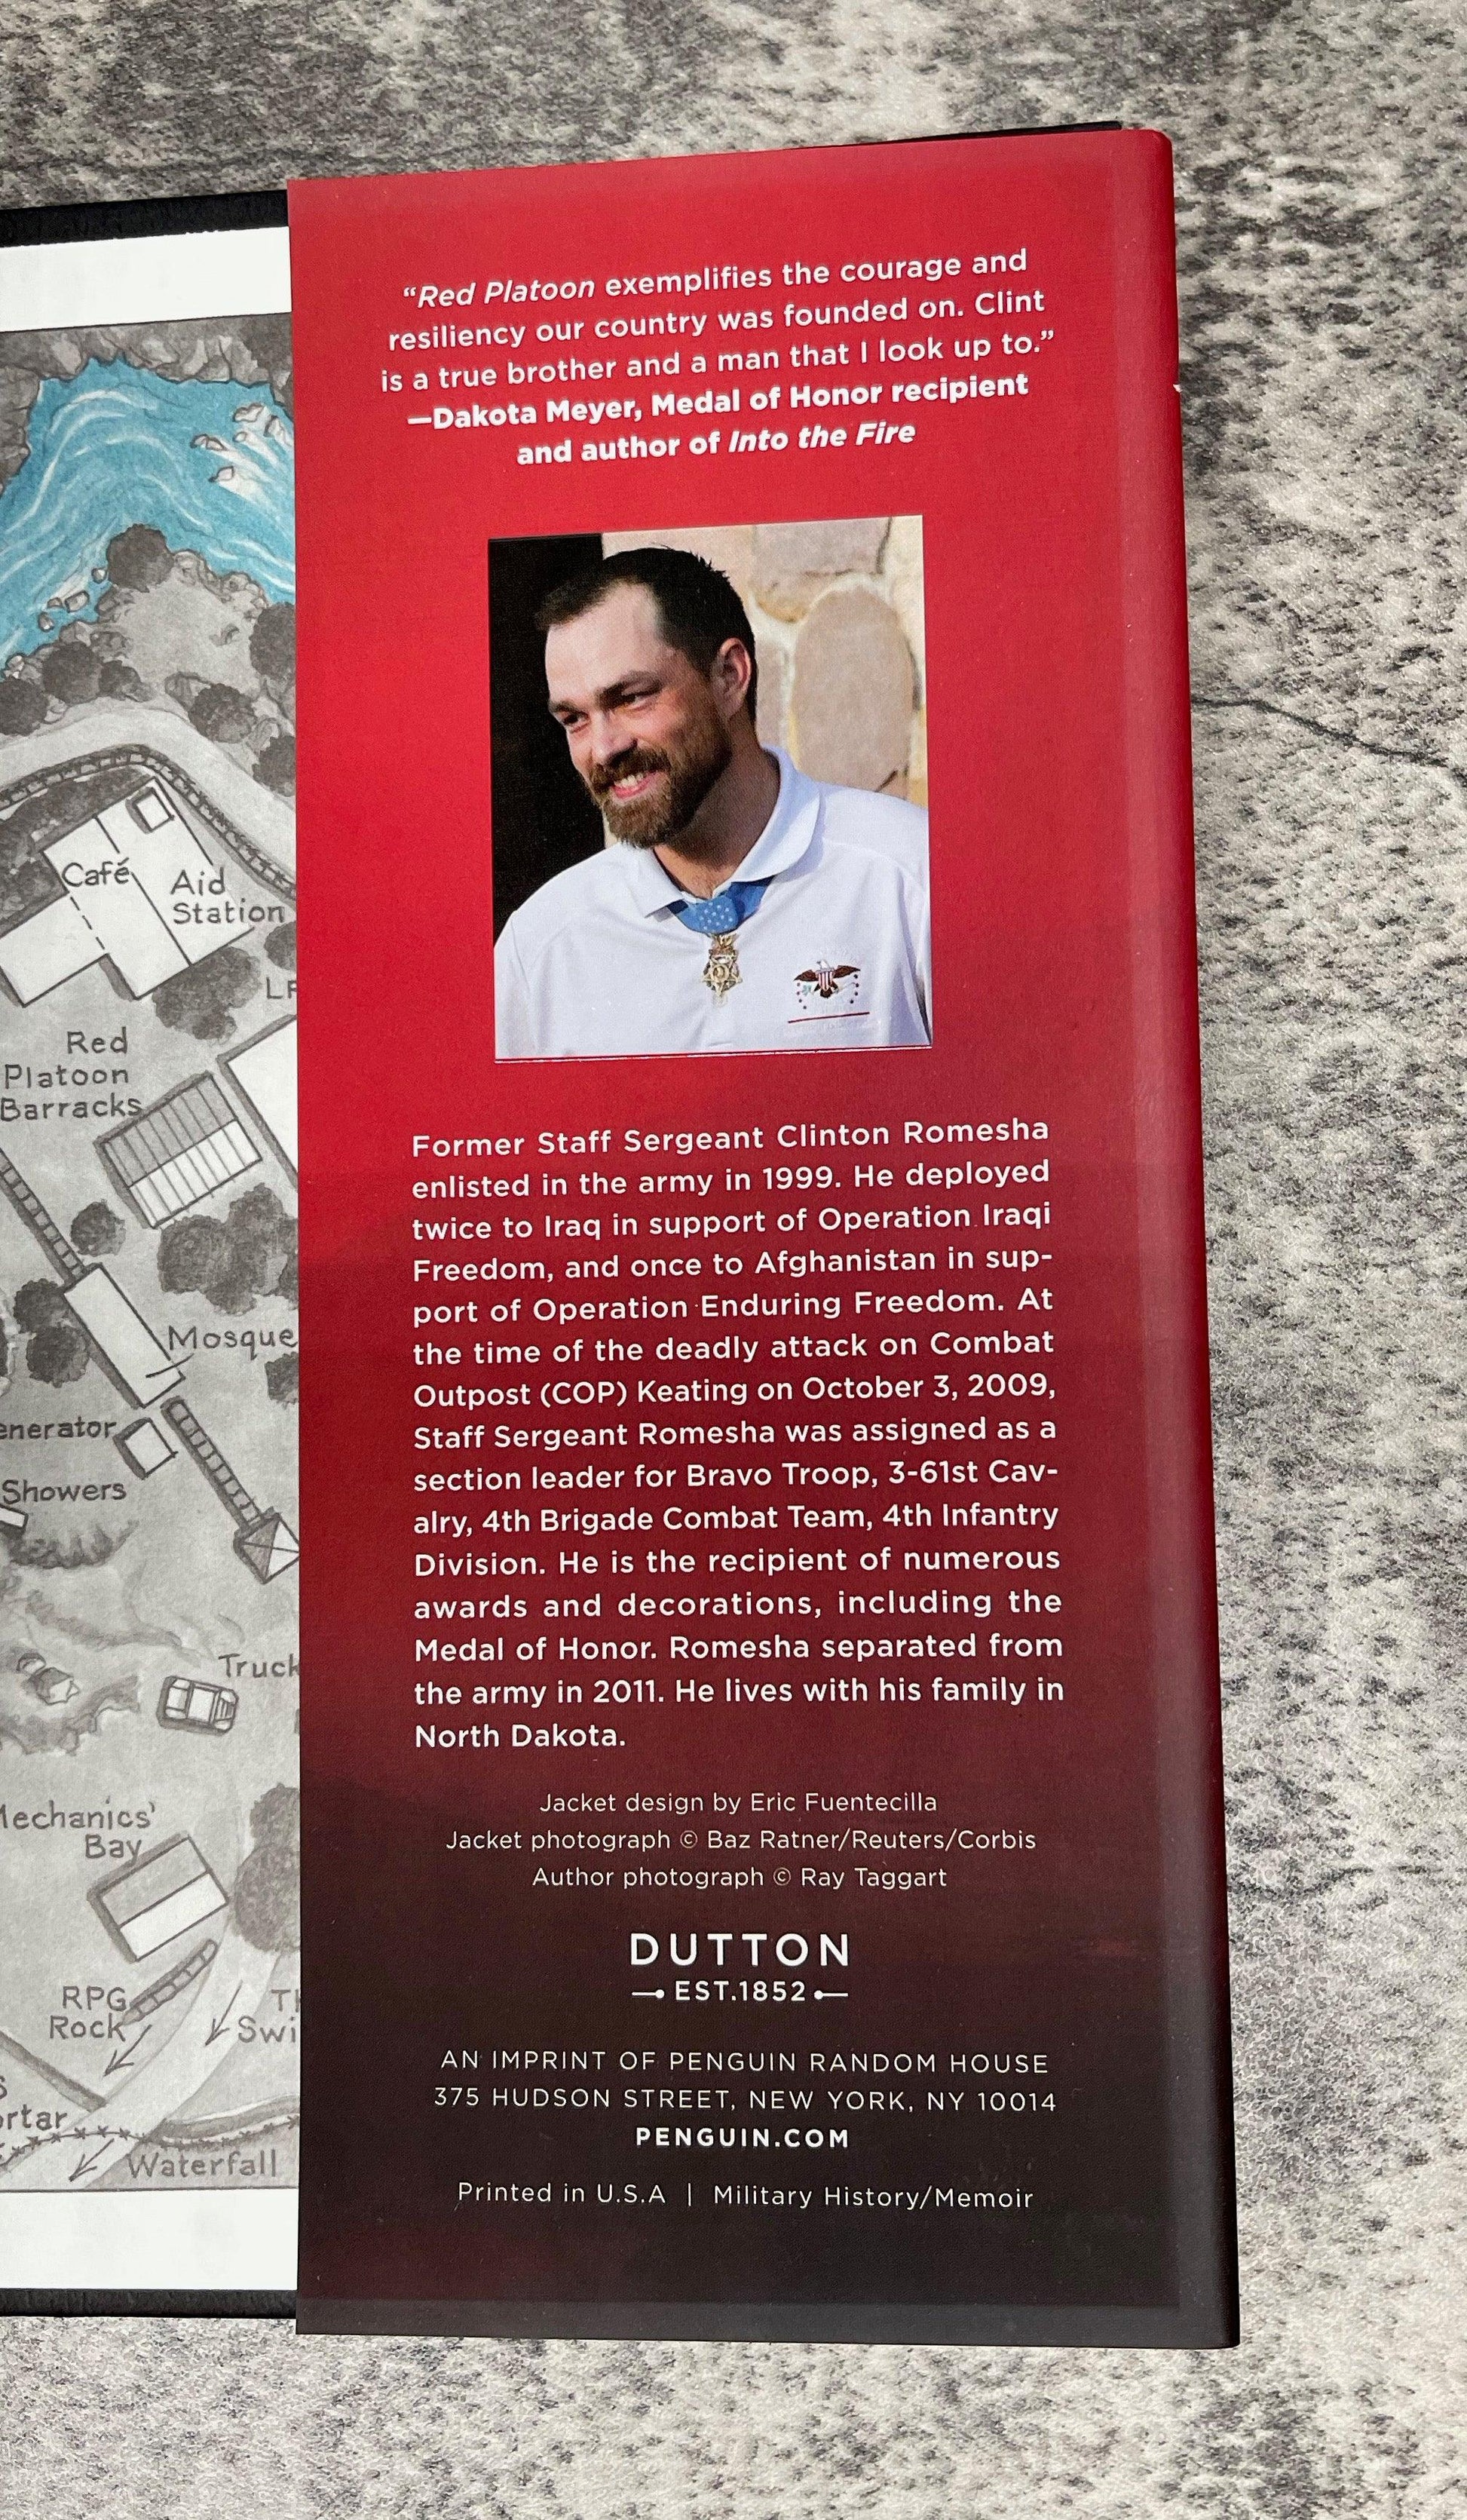 “Red Platoon exemplifies the courage and
resiliency our country was founded on. Clint
is a true brother and a man that I look up to.”
—Dakota Meyer, Medal of Honor recipient
and author of Into the Fire
Café
Aid
Station
Red
Platoon
Barracks
Mosque
enerator
Showers
Truck
Mechanics'
Bay
RPG
Rock
Swi
rtar
Waterfall
Former Staff Sergeant Clinton Romesha
enlisted in the army in 1999. He deployed
twice to Iraq in support of Operation Iraqi
Freedom, and once to Afghanistan in sup-
port of Operation Enduring Freedom. At
the time of the deadly attack on Combat
Outpost (COP) Keating on October 3, 2009,
Staff Sergeant Romesha was assigned as a
section leader for Bravo Troop, 3-61st Cav-
alry, 4th Brigade Combat Team, 4th Infantry
Division. He is the recipient of numerous
awards and decorations, including the
Medal of Honor. Romesha separated from
the army in 2011. He lives with his family in
North Dakota.
Jacket design by Eric Fuentecilla
Jacket photograph © Baz Ratner/Reuters/Corbis
Author photograph © Ray Taggart
DUTTON
EST.1852
AN IMPRINT OF PENGUIN RANDOM HOUSE
375 HUDSON STREET, NEW YORK, NY 10014
PENGUIN.COM
Printed in U.S.A | Military History/Memoir